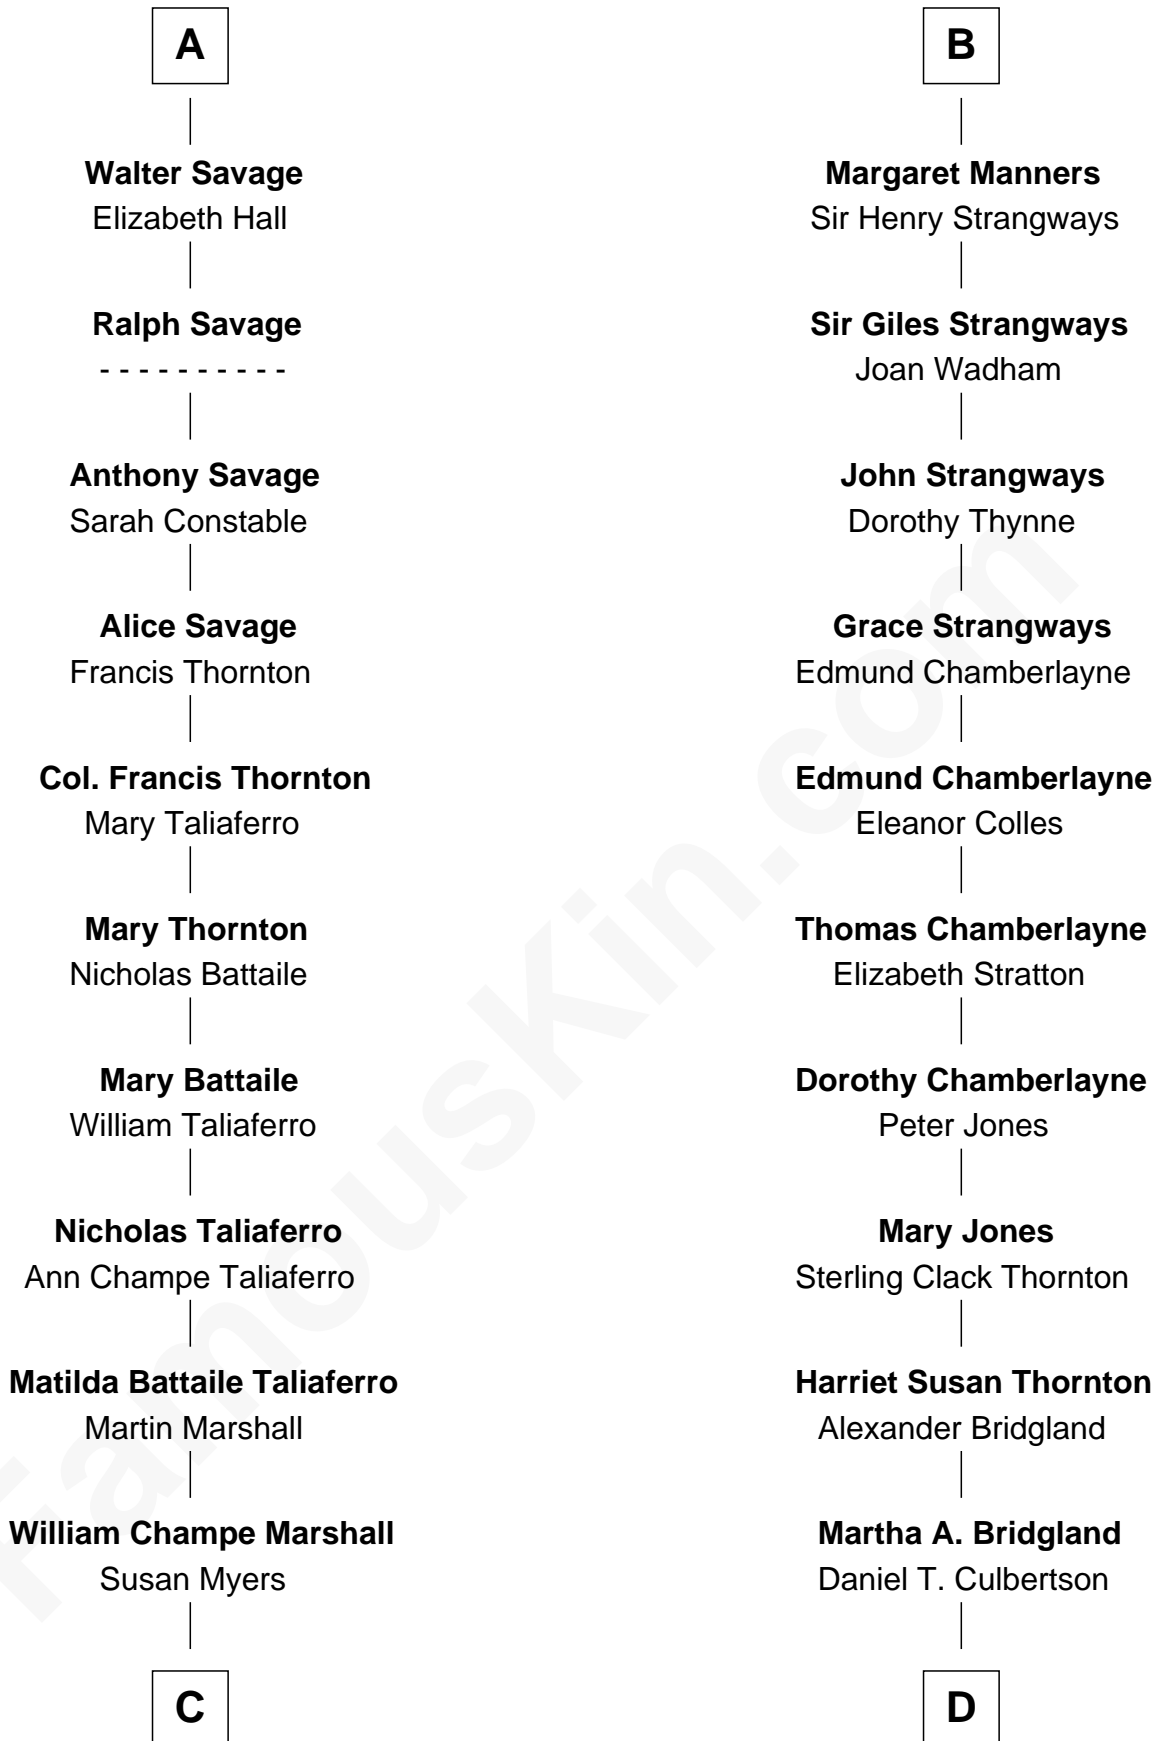 A
Walter Savage
Elizabeth Hall
Ralph Savage
- - - - - - - - - -
Anthony Savage
Sarah Constable
Alice Savage
Francis Thornton
Col. Francis Thornton
Mary Taliaferro
Mary Thornton
Nicholas Battaile
Mary Battaile
William Taliaferro
Nicholas Taliaferro
Ann Champe Taliaferro
Matilda Battaile Taliaferro
Martin Marshall
William Champe Marshall
Susan Myers
C
B
Margaret Manners
Sir Henry Strangways
Sir Giles Strangways
Joan Wadham
John Strangways
Dorothy Thynne
Grace Strangways
Edmund Chamberlayne
Edmund Chamberlayne
Eleanor Colles
Thomas Chamberlayne
Elizabeth Stratton
Dorothy Chamberlayne
Peter Jones
Mary Jones
Sterling Clack Thornton
Harriet Susan Thornton
Alexander Bridgland
Martha A. Bridgland
Daniel T. Culbertson
D
FamousKin.com